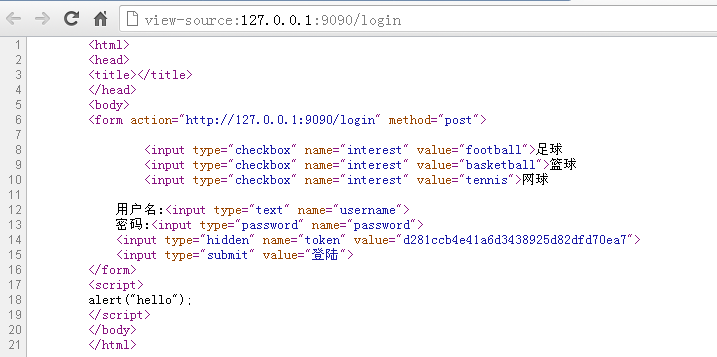 view-source:127.0.0.1:9090/login
1 <html>
2 <head>
3 <title></title>
4 </head>
5 <body>
6 <form action="http://127.0.0.1:9090/login" method="post">
7
8 <input type="checkbox" name="interest" value="football">足球
9 <input type="checkbox" name="interest" value="basketball">篮球
10 <input type="checkbox" name="interest" value="tennis">网球
11
12 用户名:<input type="text" name="username">
13 密码:<input type="password" name="password">
14 <input type="hidden" name="token" value="d281ccb4e41a6d3438925d82dfd70ea7">
15 <input type="submit" value="登陆">
16 </form>
17 <script>
18 alert("hello");
19 </script>
20 </body>
21 </html>